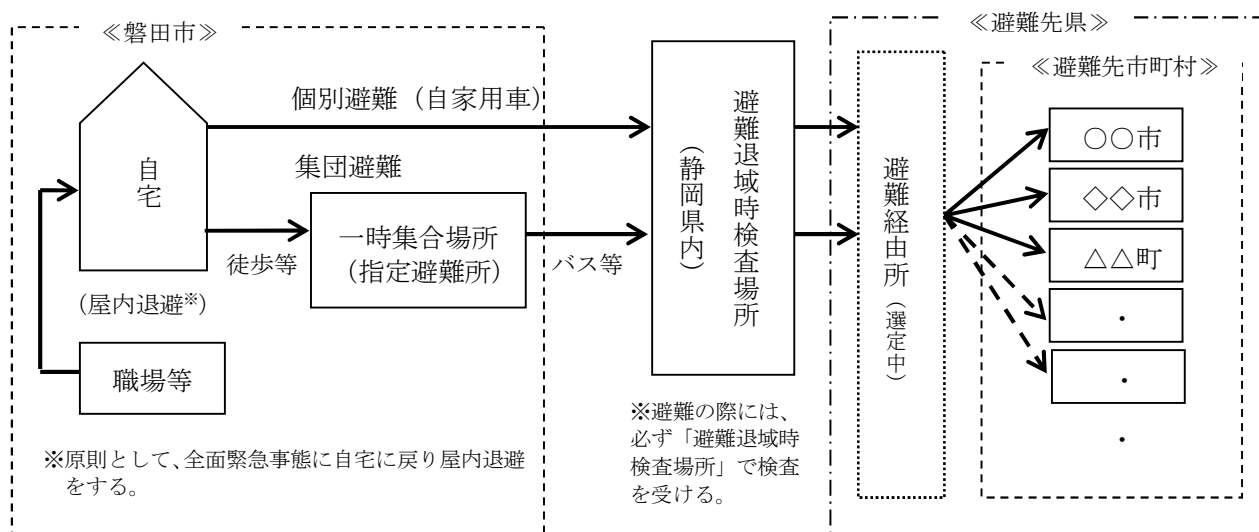 ≪磐田市≫
自宅
(屋内退避※)
職場等
※原則として、全面緊急事態に自宅に戻り屋内退避
をする。
個別避難（自家用車）
集団避難
徒歩等
一時集合場所
（指定避難所）
バス等
避難退域時検査場所
（静岡県内）
※避難の際には、
必ず「避難退域時
検査場所」で検査
を受ける。
≪避難先県≫
避難経由所（選定中）
≪避難先市町村≫
○○市
◇◇市
△△町
・
・
・